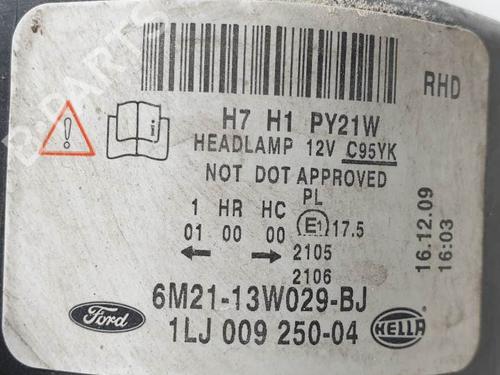 RHD
H7 H1 PY21W
HEADLAMP 12V C95YK
NOT DOT APPROVED
1 HR HC PL
01 00 00 E1 17.5
2105
2106
16.12.09
16:03
6M21-13W029-BJ
Ford
1LJ 009 250-04
HELLA
B-PARTS